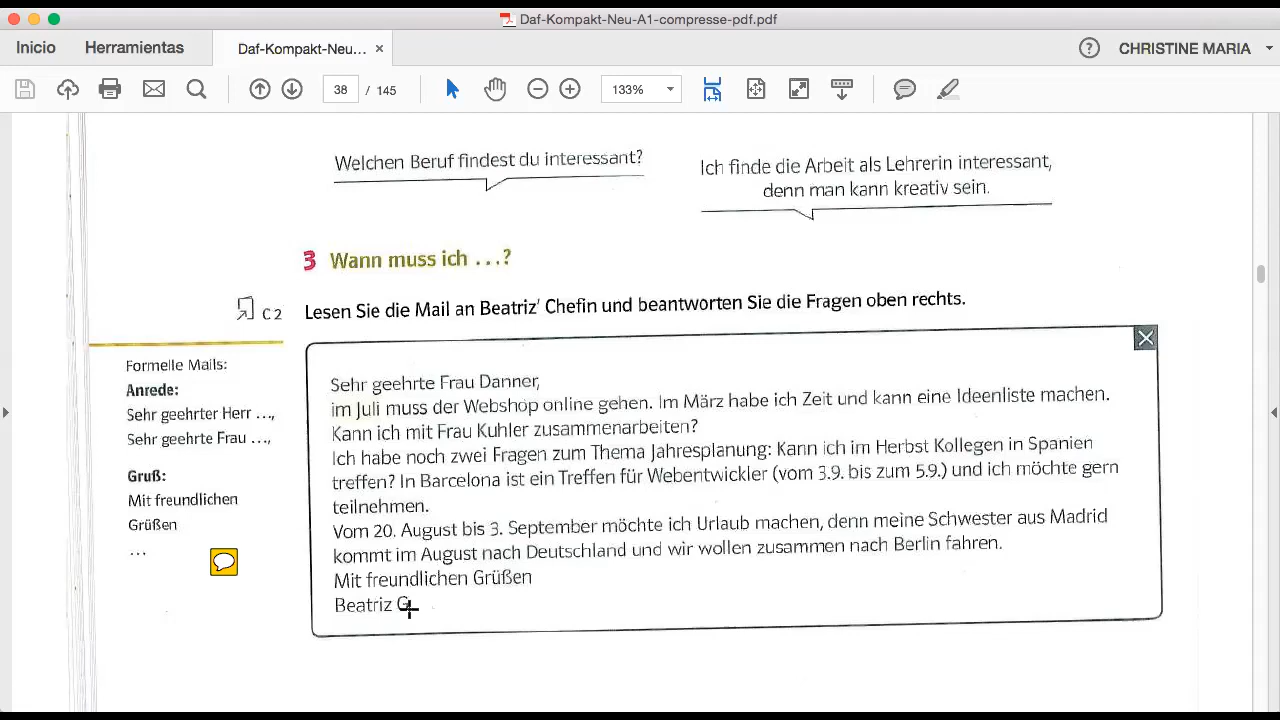 Daf-Kompakt-Neu-A1-compresse-pdf.pdf
Inicio
Herramientas
Daf-Kompakt-Neu...
CHRISTINE MARIA
38
/ 145
133%
Welchen Beruf findest du interessant?
Ich finde die Arbeit als Lehrerin interessant,
denn man kann kreativ sein.
3 Wann muss ich ...?
C 2
Lesen Sie die Mail an Beatriz' Chefin und beantworten Sie die Fragen oben rechts.
Formelle Mails:
Anrede:
Sehr geehrter Herr ...,
Sehr geehrte Frau ...,
Gruß:
Mit freundlichen
Grüßen
...
Sehr geehrte Frau Danner,
im Juli muss der Webshop online gehen. Im März habe ich Zeit und kann eine Ideenliste machen.
Kann ich mit Frau Kuhler zusammenarbeiten?
Ich habe noch zwei Fragen zum Thema Jahresplanung: Kann ich im Herbst Kollegen in Spanien
treffen? In Barcelona ist ein Treffen für Webentwickler (vom 3.9. bis zum 5.9.) und ich möchte gern
teilnehmen.
Vom 20. August bis 3. September möchte ich Urlaub machen, denn meine Schwester aus Madrid
kommt im August nach Deutschland und wir wollen zusammen nach Berlin fahren.
Mit freundlichen Grüßen
Beatriz G.